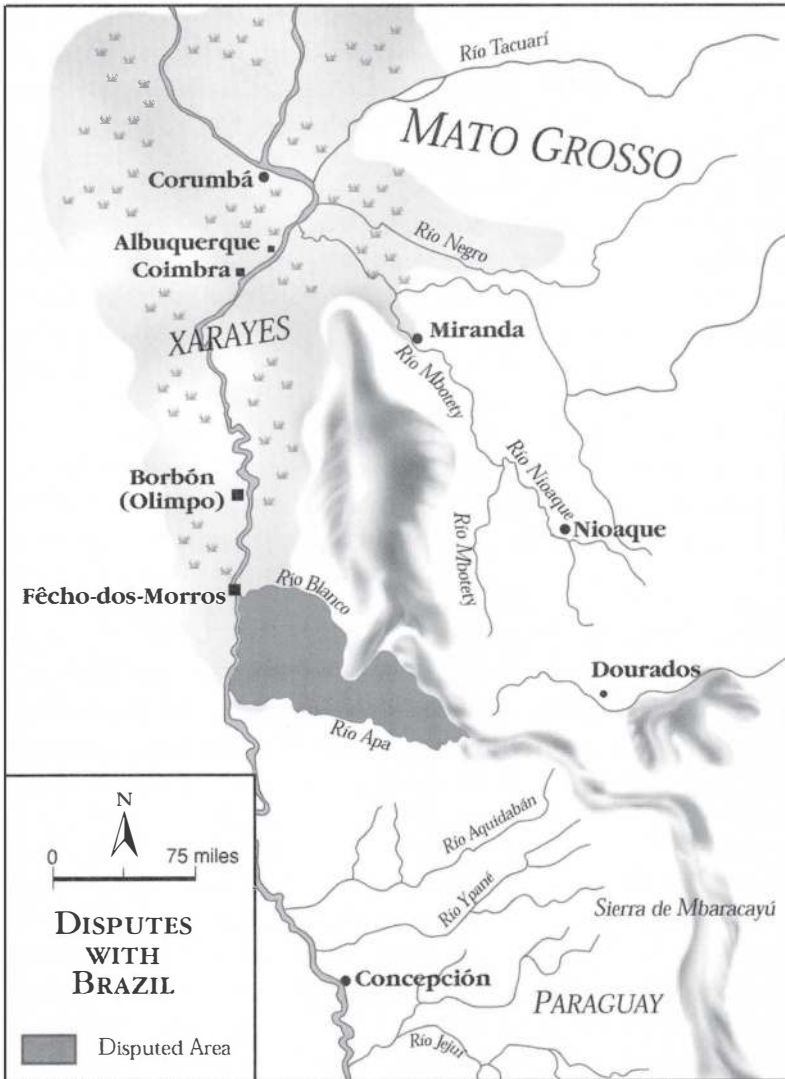 Río Tacuarí
MATO GROSSO
Corumbá
Río Negro
Albuquerque
Coimbra
XARAYES
Miranda
Río Mbotety
Borbón
(Olimpo)
Río Nioaque
Nioaque
Río Mbotety
Fêcho-dos-Morros
Río Blanco
Dourados
Río Apa
N
0 75 miles
DISPUTES
WITH
BRAZIL
Disputed Area
Río Aquidabán
Río Ypané
Sierra de Mbaracayú
Concepción
PARAGUAY
Río Jejui